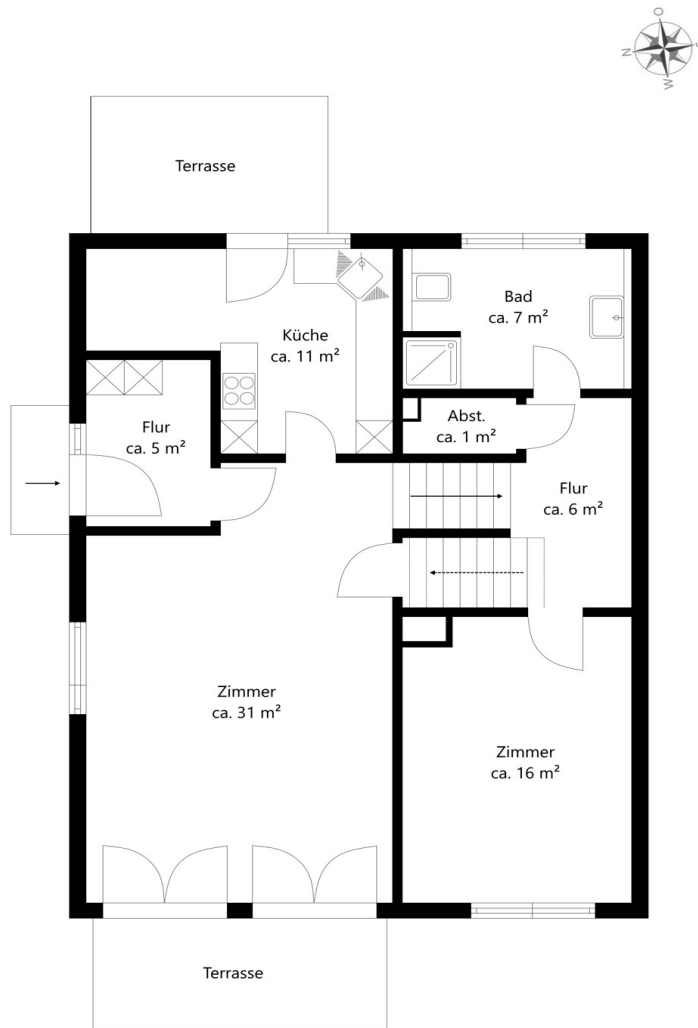 O
N
W
Terrasse
Küche
ca. 11 m²
Bad
ca. 7 m²
Flur
ca. 5 m²
Abst.
ca. 1 m²
Flur
ca. 6 m²
Zimmer
ca. 31 m²
Zimmer
ca. 16 m²
Terrasse